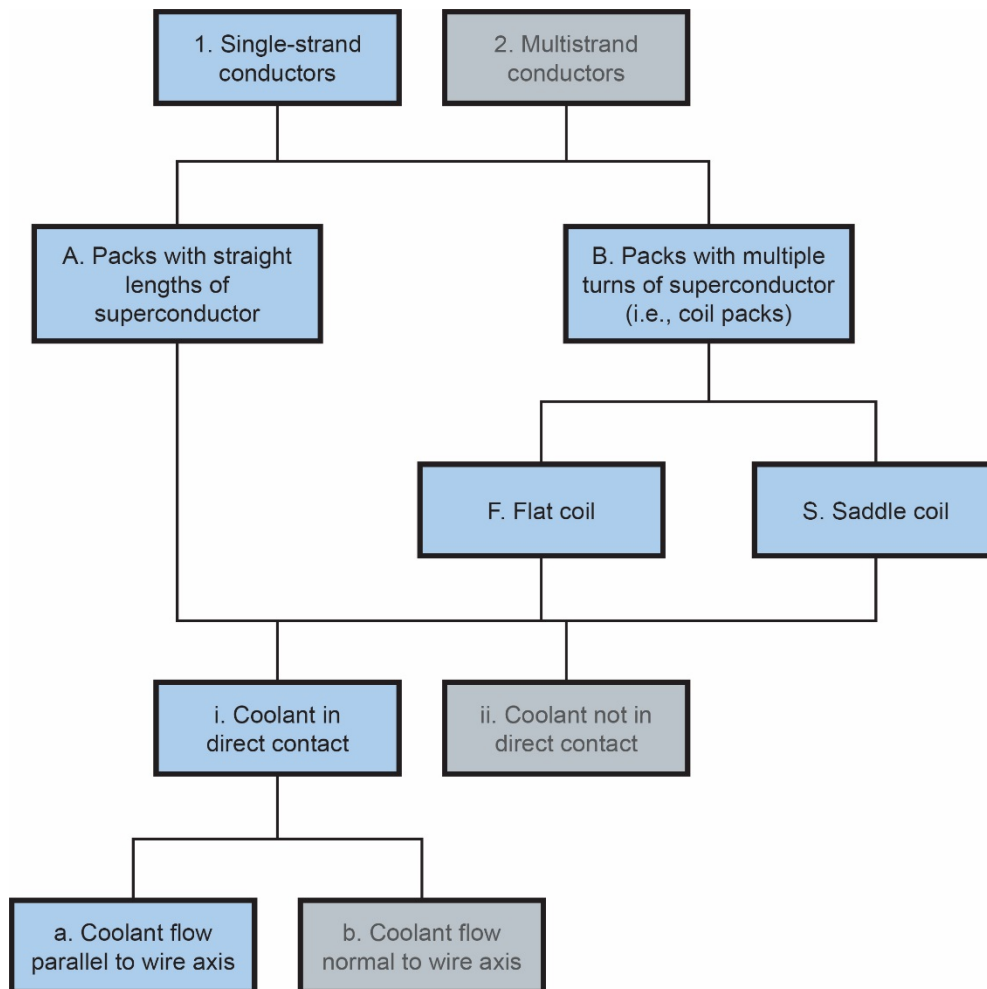 1. Single-strand
conductors
2. Multistrand
conductors
A. Packs with straight
lengths of
superconductor
B. Packs with multiple
turns of superconductor
(i.e., coil packs)
F. Flat coil
S. Saddle coil
i. Coolant in
direct contact
ii. Coolant not in
direct contact
a. Coolant flow
parallel to wire axis
b. Coolant flow
normal to wire axis